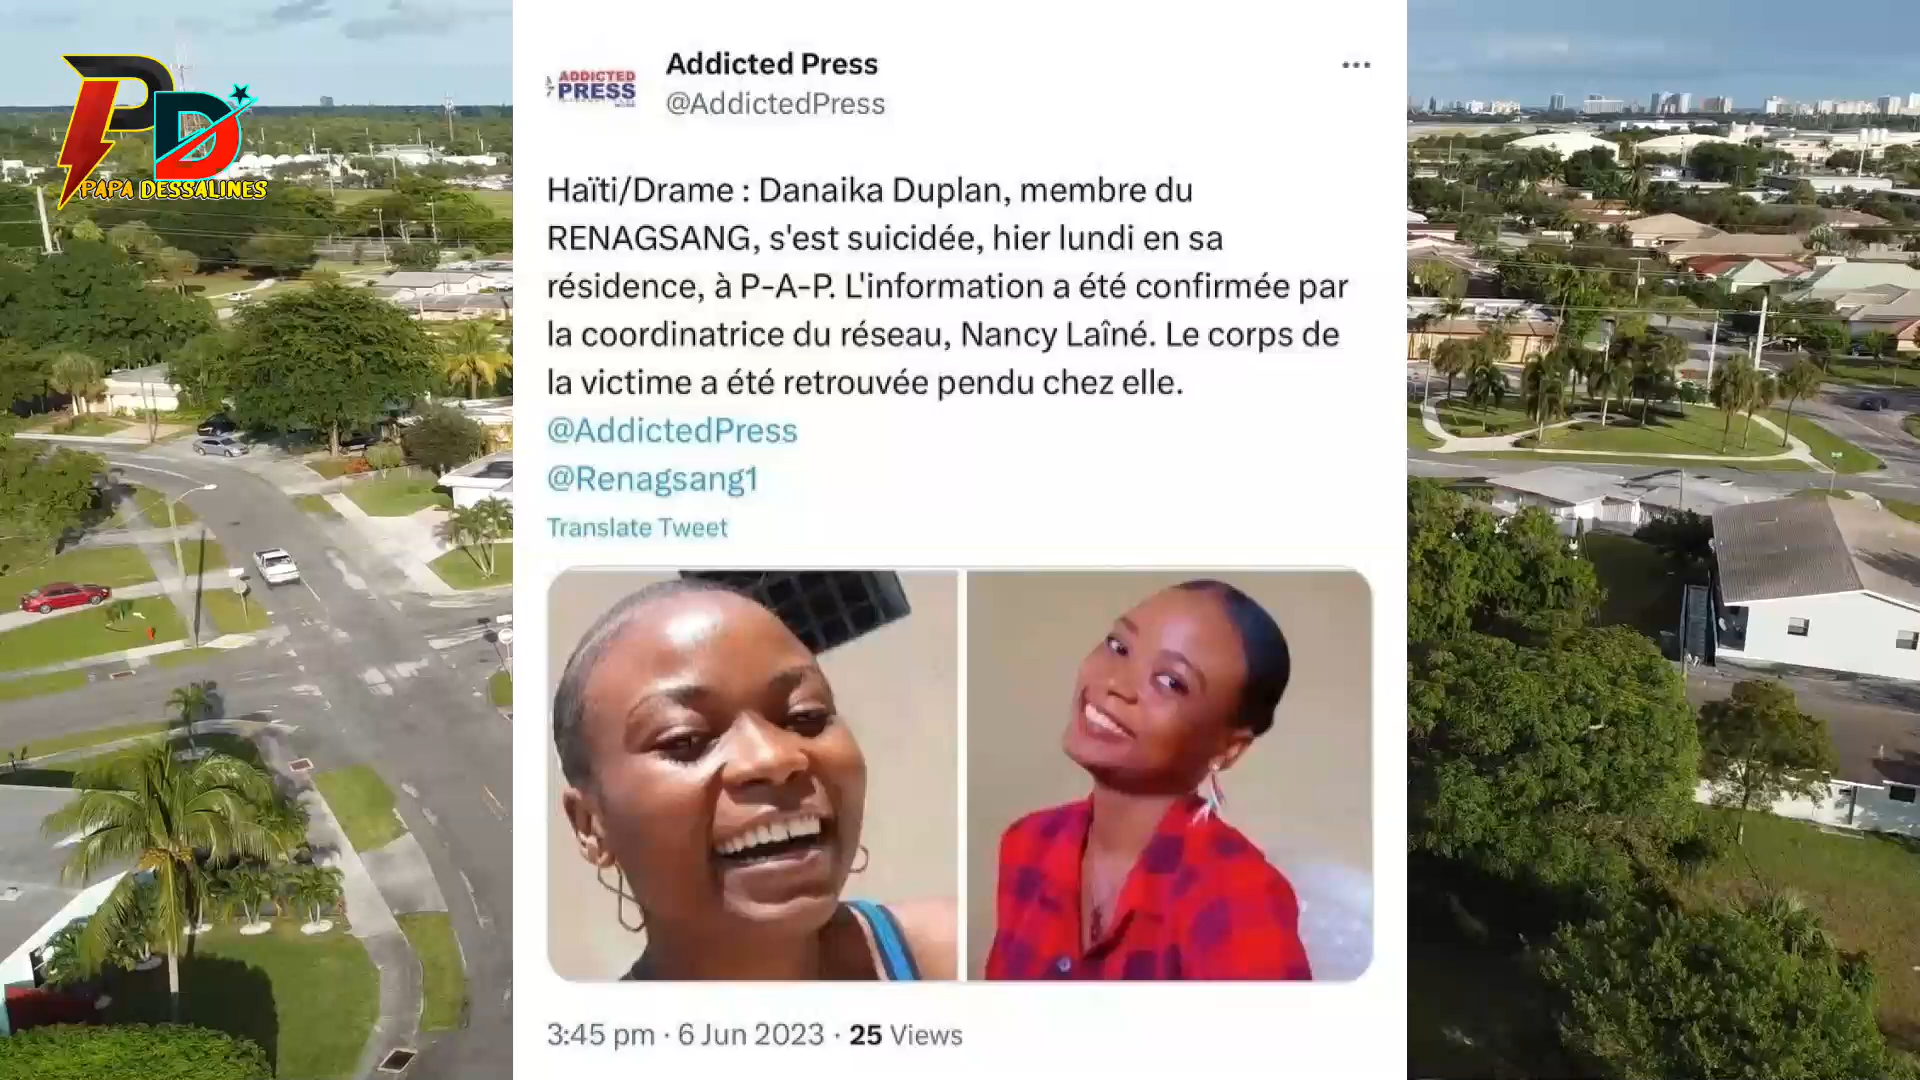 PD
PAPA DESSALINES
ADDICTED
PRESS
Addicted Press
@AddictedPress
Haïti/Drame : Danaika Duplan, membre du
RENAGSANG, s'est suicidée, hier lundi en sa
résidence, à P-A-P. L'information a été confirmée par
la coordinatrice du réseau, Nancy Laîné. Le corps de
la victime a été retrouvée pendu chez elle.
@AddictedPress
@Renagsang1
Translate Tweet
3:45 pm · 6 Jun 2023 · 25 Views